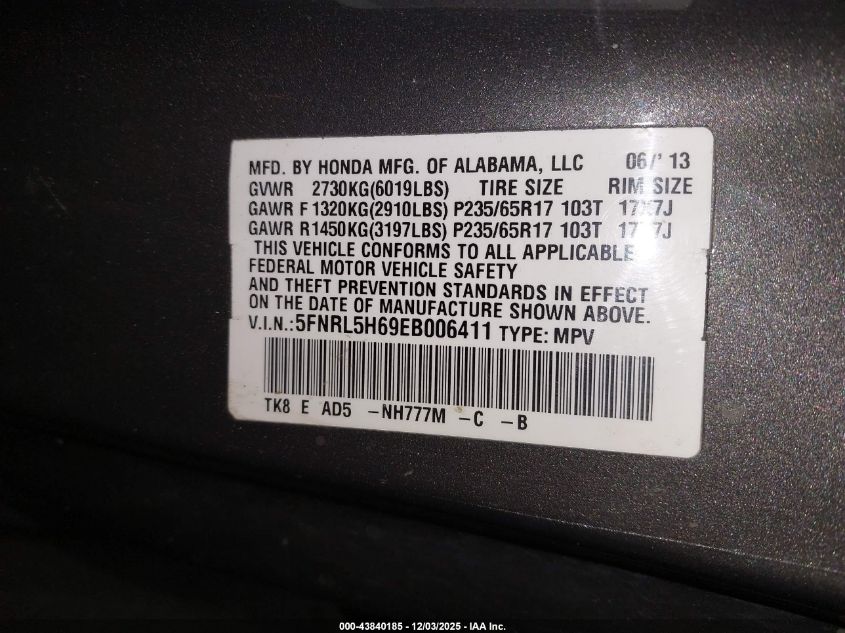 MFD. BY HONDA MFG. OF ALABAMA, LLC 06/' 13
GVWR 2730KG(6019LBS) TIRE SIZE RIM SIZE
GAWR F 1320KG(2910LBS) P235/65R17 103T 17X7J
GAWR R1450KG(3197LBS) P235/65R17 103T 17X7J
THIS VEHICLE CONFORMS TO ALL APPLICABLE
FEDERAL MOTOR VEHICLE SAFETY
AND THEFT PREVENTION STANDARDS IN EFFECT
ON THE DATE OF MANUFACTURE SHOWN ABOVE.
V.I.N.:5FNRL5H69EB006411 TYPE: MPV
TK8 E AD5 -NH777M -C -B
000-43840185 - 12/03/2025 - IAA Inc.